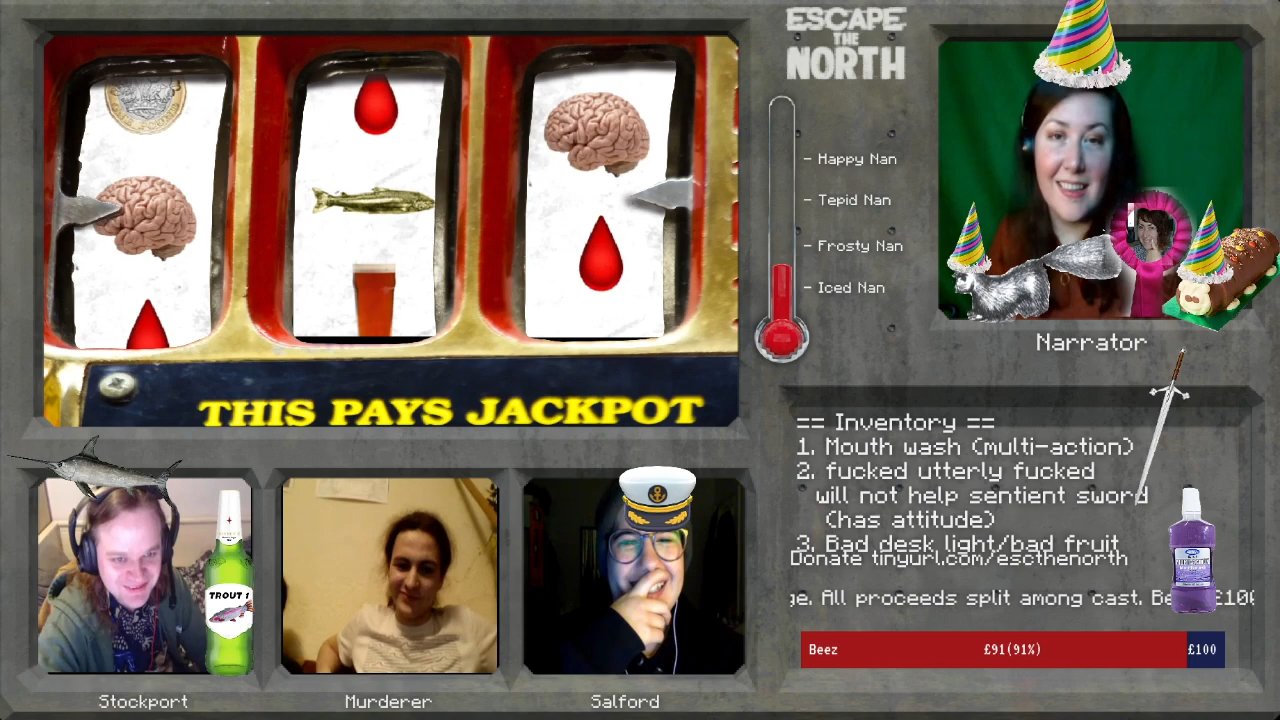 ESCAPE
THE
NORTH
- Happy Nan
- Tepid Nan
- Frosty Nan
- Iced Nan
THIS PAYS JACKPOT
Narrator
== Inventory ==
1. Mouth wash (multi-action)
2. fucked utterly fucked
will not help sentient sword
(has attitude)
3. Bad desk light/bad fruit
Donate tinyurl.com/escthenorth
ge. All proceeds split among cast. Be £100
Beez £91(91%) £100
TROUT 1
Stockport
Murderer
Salford